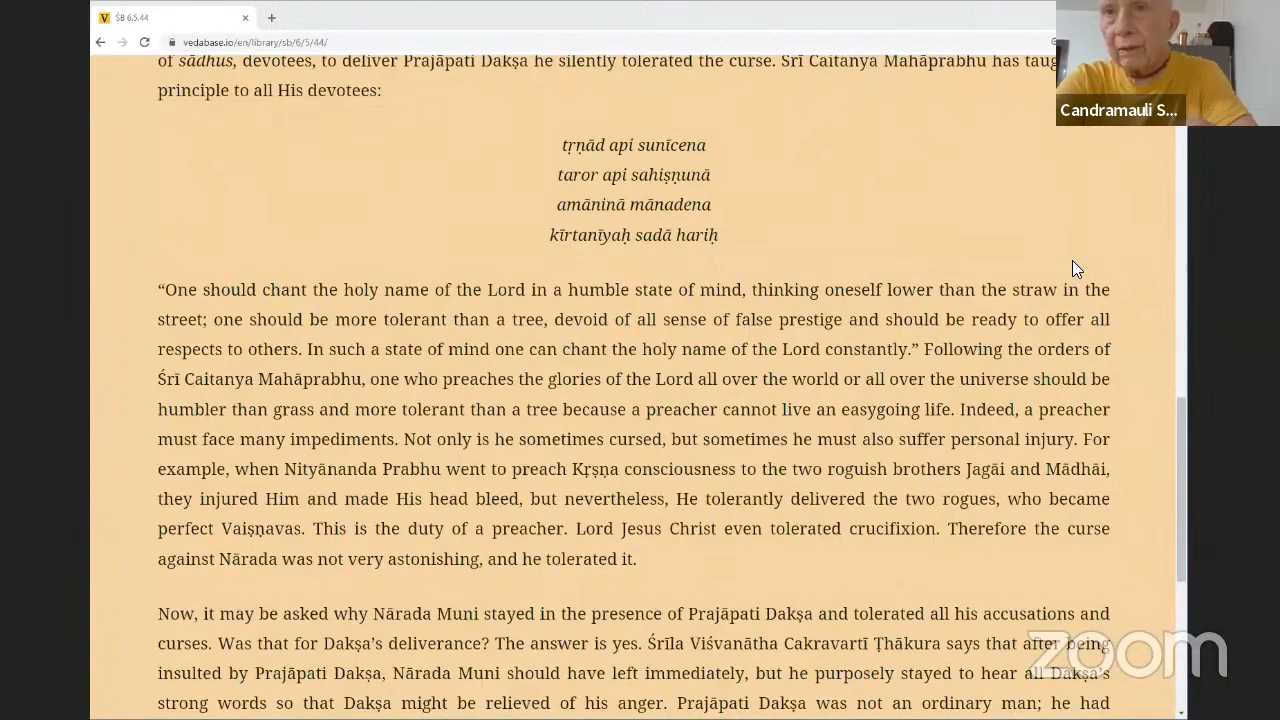 SB 6.5.44
vedabase.io/en/library/sb/6/5/44/
of sādhus, devotees, to deliver Prajāpati Dakṣa he silently tolerated the curse. Śrī Caitanya Mahāprabhu has
principle to all His devotees:
tṛṇād api sunīcena
taror api sahiṣṇunā
amāninā mānadena
kīrtanīyaḥ sadā hariḥ
“One should chant the holy name of the Lord in a humble state of mind, thinking oneself lower than the straw in the
street; one should be more tolerant than a tree, devoid of all sense of false prestige and should be ready to offer all
respects to others. In such a state of mind one can chant the holy name of the Lord constantly.” Following the orders of
Śrī Caitanya Mahāprabhu, one who preaches the glories of the Lord all over the world or all over the universe should be
humbler than grass and more tolerant than a tree because a preacher cannot live an easygoing life. Indeed, a preacher
must face many impediments. Not only is he sometimes cursed, but sometimes he must also suffer personal injury. For
example, when Nityānanda Prabhu went to preach Kṛṣṇa consciousness to the two roguish brothers Jagāi and Mādhāi,
they injured Him and made His head bleed, but nevertheless, He tolerantly delivered the two rogues, who became
perfect Vaiṣṇavas. This is the duty of a preacher. Lord Jesus Christ even tolerated crucifixion. Therefore the curse
against Nārada was not very astonishing, and he tolerated it.
Now, it may be asked why Nārada Muni stayed in the presence of Prajāpati Dakṣa and tolerated all his accusations and
curses. Was that for Dakṣa’s deliverance? The answer is yes. Śrīla Viśvanātha Cakravartī Ṭhākura says that after being
insulted by Prajāpati Dakṣa, Nārada Muni should have left immediately, but he purposely stayed to hear all Dakṣa’s
strong words so that Dakṣa might be relieved of his anger. Prajāpati Dakṣa was not an ordinary man; he had
Candramauli S...
zoom